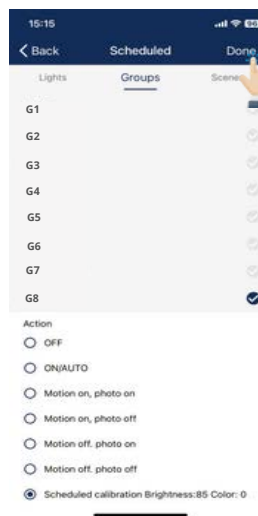 15:15
Back Scheduled Done
Lights Groups Scenes
G1
G2
G3
G4
G5
G6
G7
G8
Action
OFF
ON/AUTO
Motion on, photo on
Motion on, photo off
Motion off. photo on
Motion off. photo off
Scheduled calibration Brightness:85 Color: 0